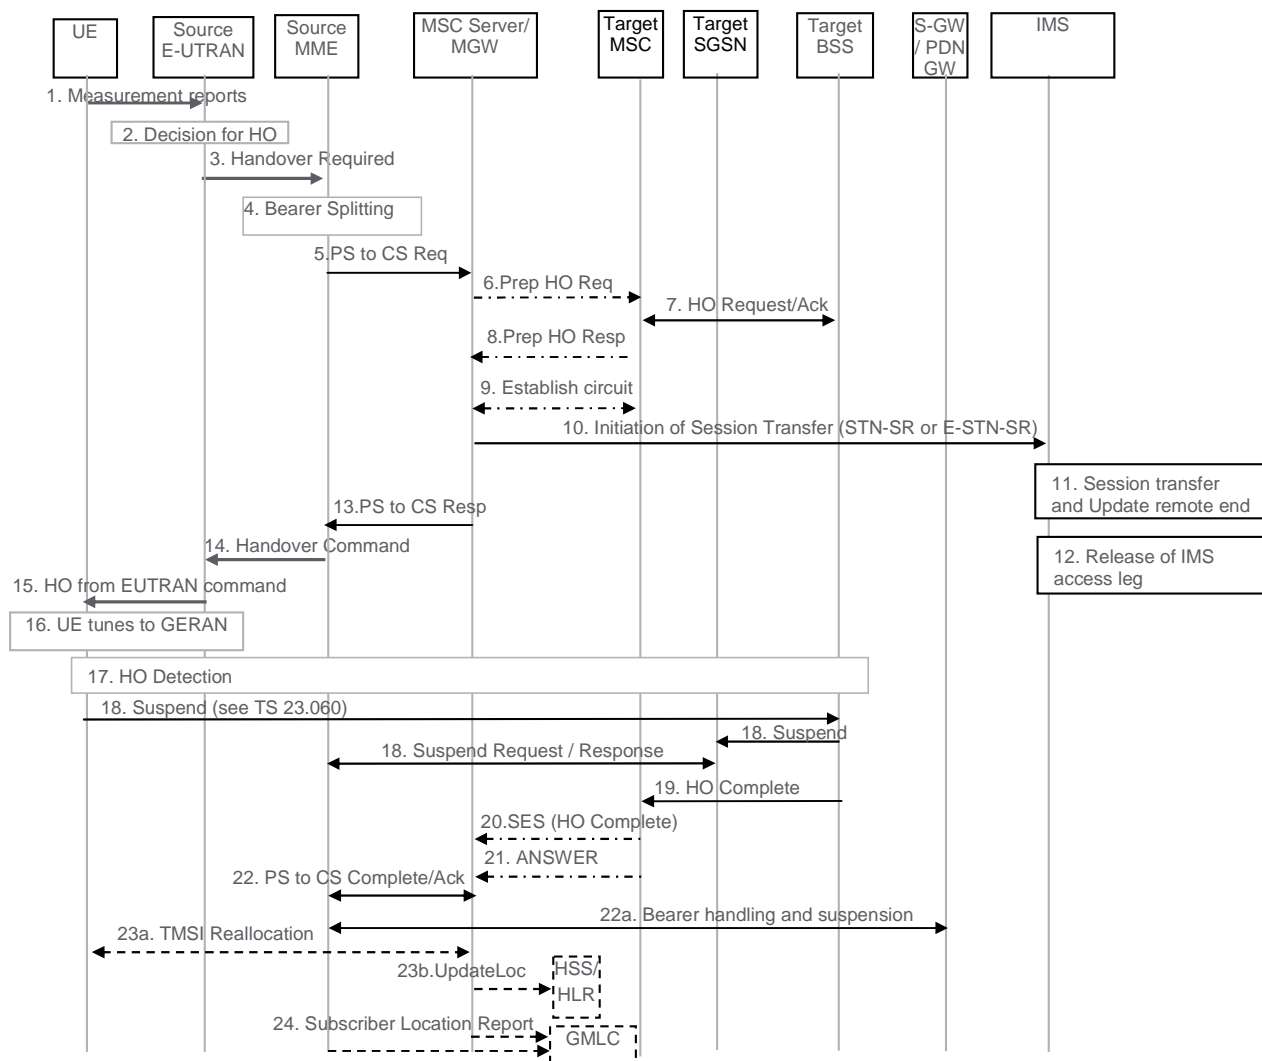 UE
Source
E-UTRAN
Source
MME
MSC Server/
MGW
Target
MSC
Target
SGSN
Target
BSS
S-GW
/ PDN
GW
IMS
1. Measurement reports
2. Decision for HO
3. Handover Required
4. Bearer Splitting
5.PS to CS Req
6.Prep HO Req
7. HO Request/Ack
8.Prep HO Resp
9. Establish circuit
10. Initiation of Session Transfer (STN-SR or E-STN-SR)
11. Session transfer
and Update remote end
13.PS to CS Resp
14. Handover Command
12. Release of IMS
access leg
15. HO from EUTRAN command
16. UE tunes to GERAN
17. HO Detection
18. Suspend (see TS 23.060)
18. Suspend
18. Suspend Request / Response
19. HO Complete
20.SES (HO Complete)
21. ANSWER
22. PS to CS Complete/Ack
22a. Bearer handling and suspension
23a. TMSI Reallocation
23b.UpdateLoc
HSS/
HLR
24. Subscriber Location Report
GMLC